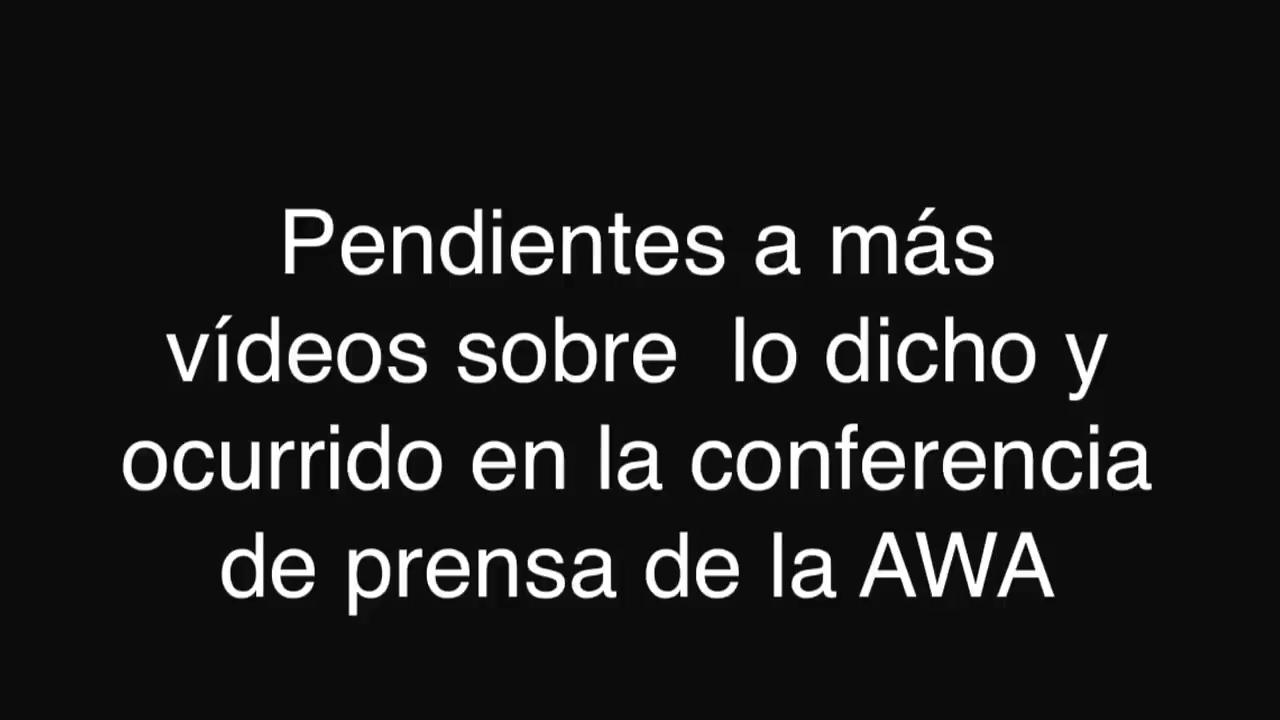 Pendientes a más
vídeos sobre  lo dicho y
ocurrido en la conferencia
de prensa de la AWA